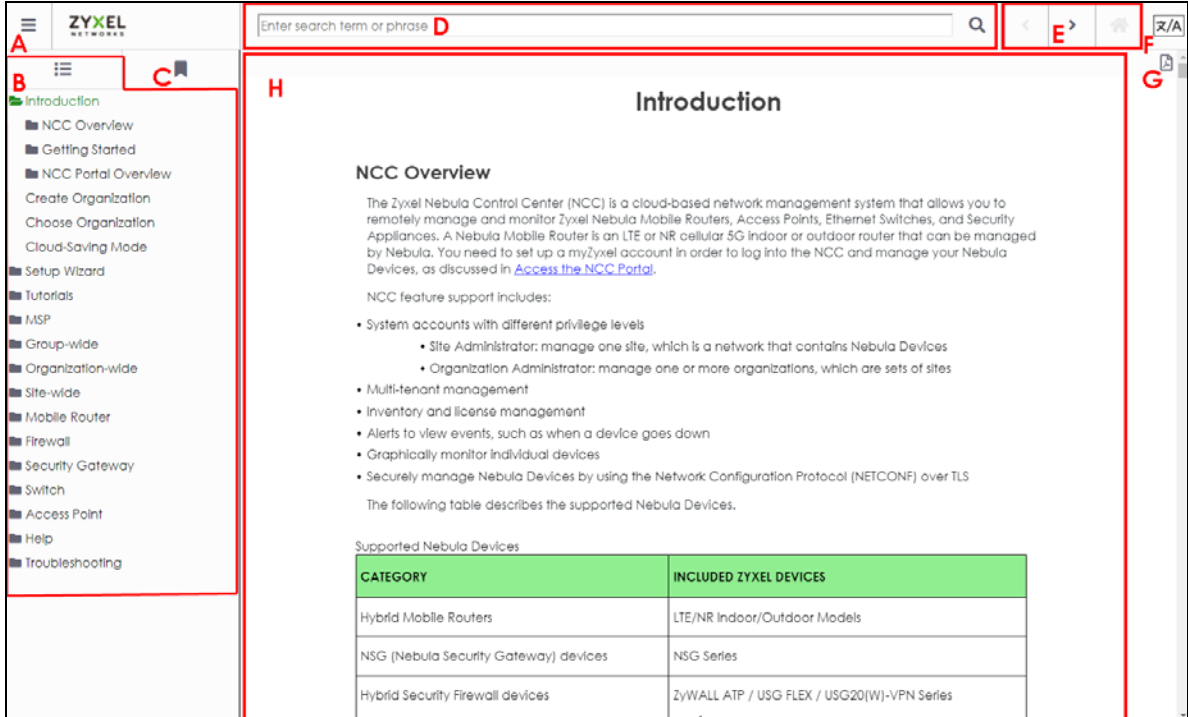 ZYXEL
NETWORKS
Enter search term or phrase
D
E
A
F
文/A
B
C
G
H
Introduction
NCC Overview
Getting Started
NCC Portal Overview
Create Organization
Choose Organization
Cloud-Saving Mode
Setup Wizard
Tutorials
MSP
Group-wide
Organization-wide
Site-wide
Mobile Router
Firewall
Security Gateway
Switch
Access Point
Help
Troubleshooting
Introduction
NCC Overview
The Zyxel Nebula Control Center (NCC) is a cloud-based network management system that allows you to
remotely manage and monitor Zyxel Nebula Mobile Routers, Access Points, Ethernet Switches, and Security
Appliances. A Nebula Mobile Router is an LTE or NR cellular 5G indoor or outdoor router that can be managed
by Nebula. You need to set up a myZyxel account in order to log into the NCC and manage your Nebula
Devices, as discussed in Access the NCC Portal.
NCC feature support includes:
• System accounts with different privilege levels
• Site Administrator: manage one site, which is a network that contains Nebula Devices
• Organization Administrator: manage one or more organizations, which are sets of sites
• Multi-tenant management
• Inventory and license management
• Alerts to view events, such as when a device goes down
• Graphically monitor individual devices
• Securely manage Nebula Devices by using the Network Configuration Protocol (NETCONF) over TLS
The following table describes the supported Nebula Devices.
Supported Nebula Devices
CATEGORY
INCLUDED ZYXEL DEVICES
Hybrid Mobile Routers
LTE/NR Indoor/Outdoor Models
NSG (Nebula Security Gateway) devices
NSG Series
Hybrid Security Firewall devices
ZyWALL ATP / USG FLEX / USG20(W)-VPN Series